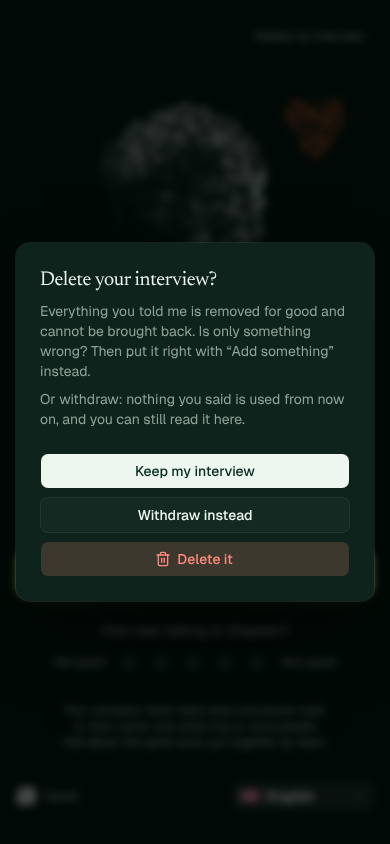 Delete your interview?
Everything you told me is removed for good and
cannot be brought back. Is only something
wrong? Then put it right with “Add something”
instead.
Or withdraw: nothing you said is used from now
on, and you can still read it here.
Keep my interview
Withdraw instead
Delete it
English